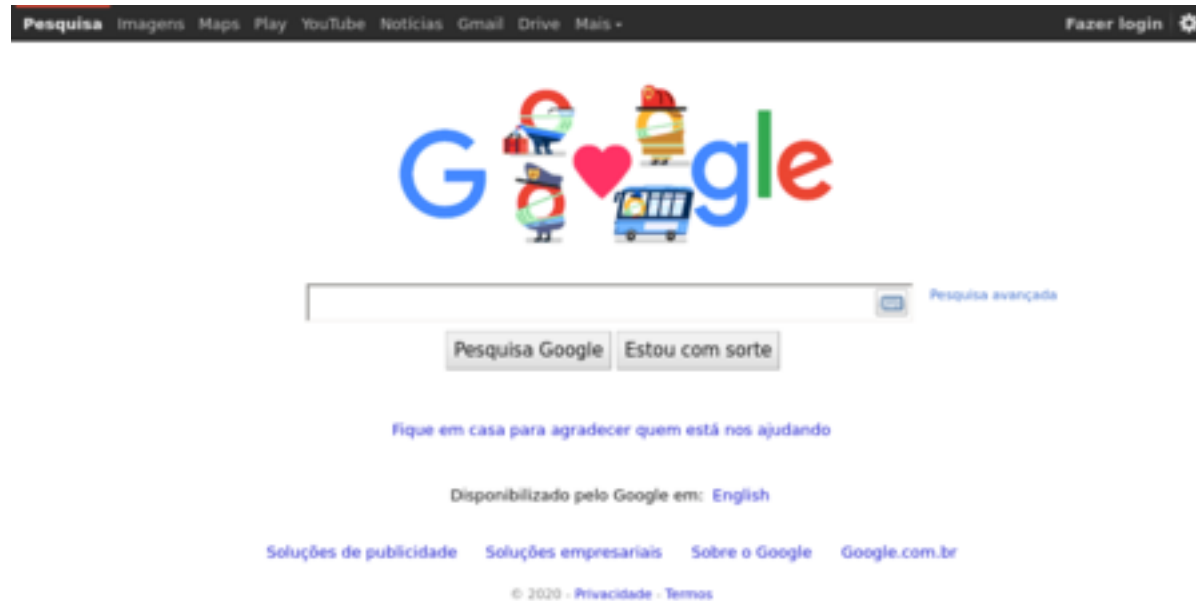 Pesquisa Imagens Maps Play YouTube Notícias Gmail Drive Mais Fazer login
Google
Pesquisa avançada
Pesquisa Google Estou com sorte
Fique em casa para agradecer quem está nos ajudando
Disponibilizado pelo Google em: English
Soluções de publicidade Soluções empresariais Sobre o Google Google.com.br
© 2020 - Privacidade - Termos